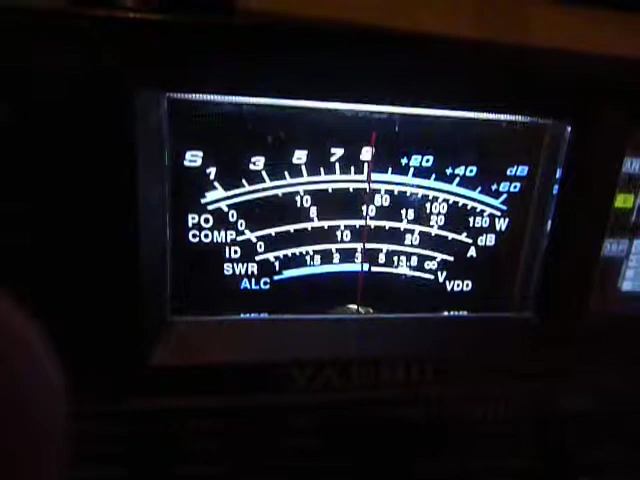 S 1 3 5 7 9 +20 +40 +60 dB
PO 0 10 50 100 150 W
COMP 0 5 10 15 20 dB
ID 0 10 20 A
SWR 1 1.5 2 3 5 ∞
ALC 13.8 V VDD
YAESU